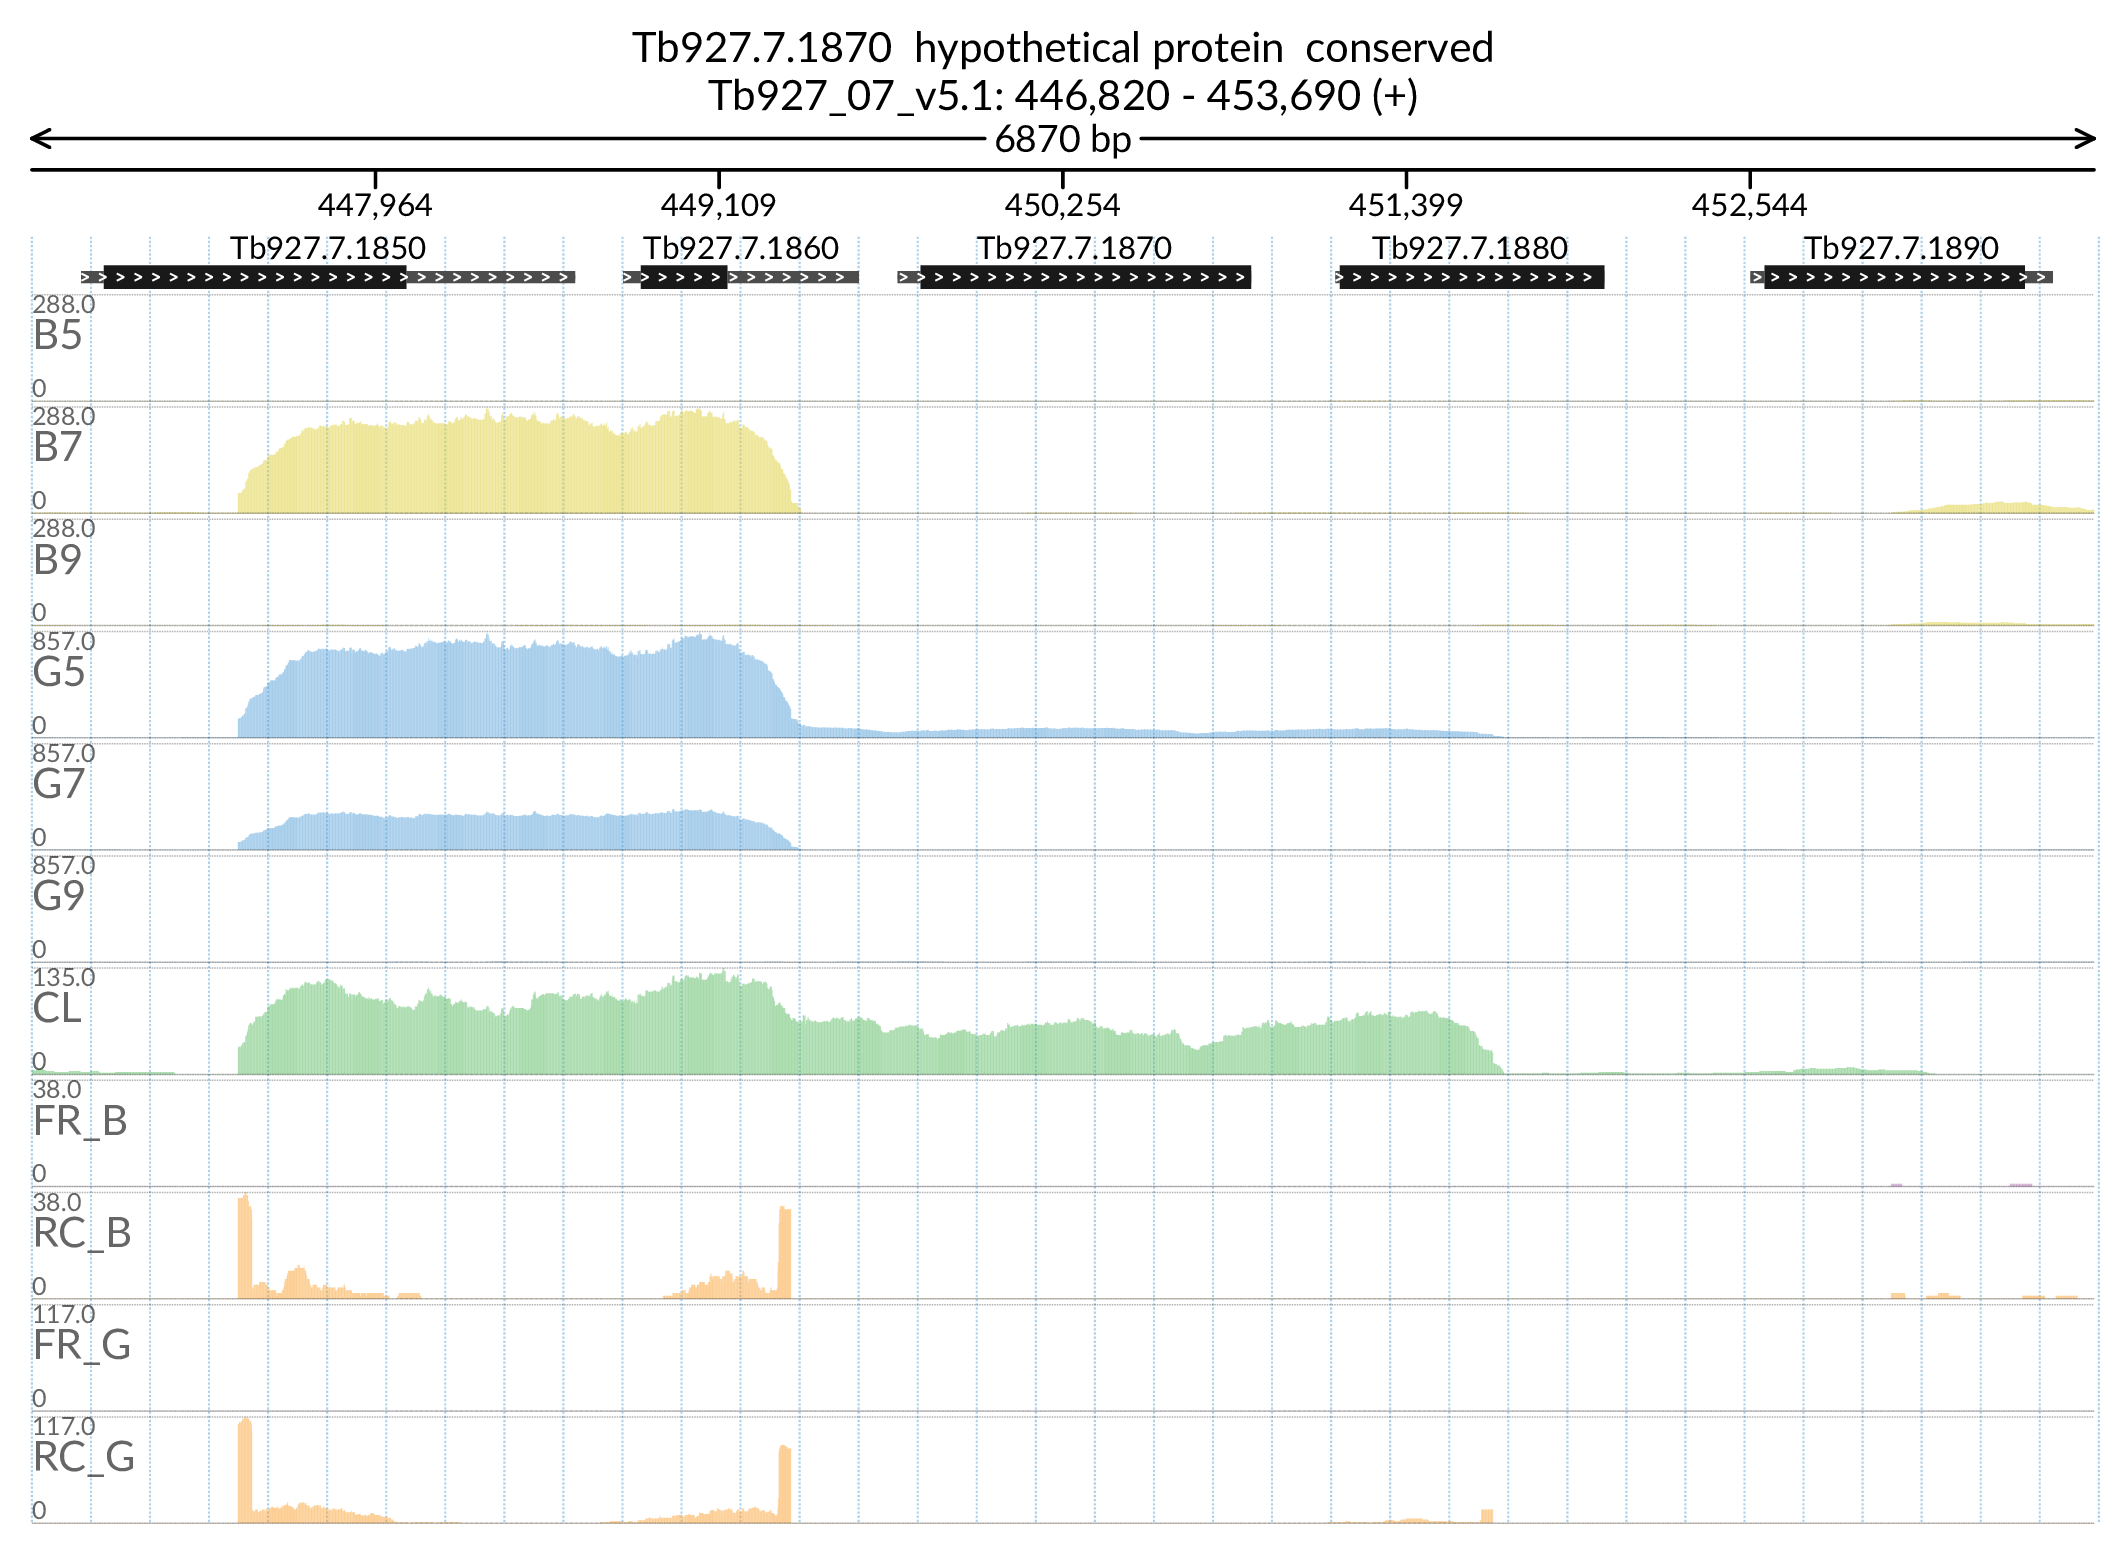 Tb927.7.1870 hypothetical protein conserved
Tb927_07_v5.1: 446,820 - 453,690 (+)
6870 bp
447,964 449,109 450,254 451,399 452,544
Tb927.7.1850 Tb927.7.1860 Tb927.7.1870 Tb927.7.1880 Tb927.7.1890
288.0
B5
0
288.0
B7
0
288.0
B9
0
857.0
G5
0
857.0
G7
0
857.0
G9
0
135.0
CL
0
38.0
FR_B
0
38.0
RC_B
0
117.0
FR_G
0
117.0
RC_G
0